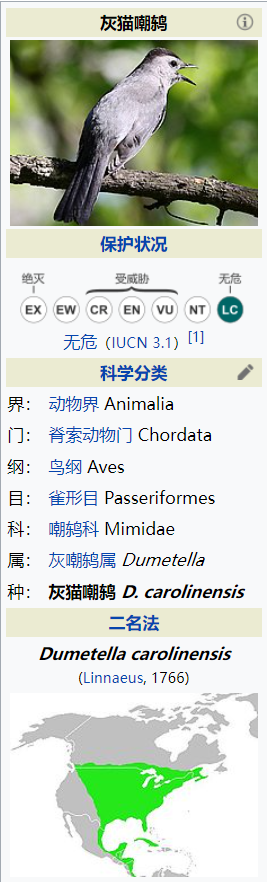 灰猫嘲鸫
保护状况
绝灭 受威胁 无危
EX EW CR EN VU NT LC
无危（IUCN 3.1）[1]
科学分类
界： 动物界 Animalia
门： 脊索动物门 Chordata
纲： 鸟纲 Aves
目： 雀形目 Passeriformes
科： 嘲鸫科 Mimidae
属： 灰嘲鸫属 Dumetella
种： 灰猫嘲鸫 D. carolinensis
二名法
Dumetella carolinensis
(Linnaeus, 1766)